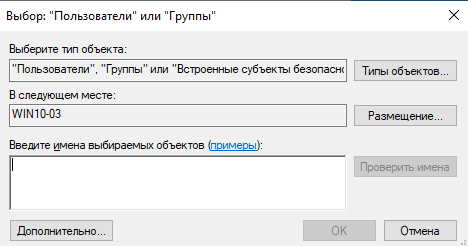 Выбор: "Пользователи" или "Группы"
Выберите тип объекта:
"Пользователи", "Группы" или "Встроенные субъекты безопасно
Типы объектов...
В следующем месте:
WIN10-03
Размещение...
Введите имена выбираемых объектов (примеры):
Проверить имена
Дополнительно...
ОК
Отмена